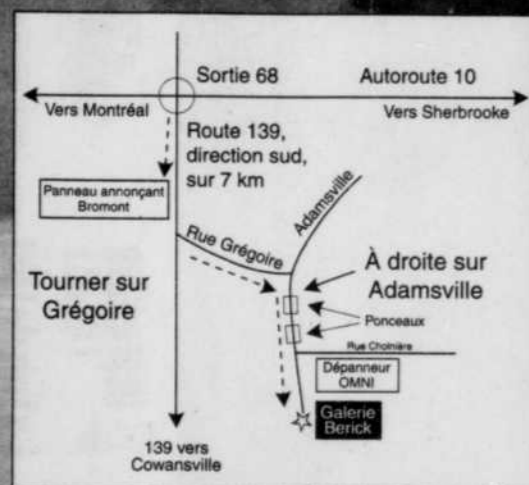 Sortie 68
Autoroute 10
Vers Montréal
Vers Sherbrooke
Route 139,
direction sud,
sur 7 km
Panneau annonçant
Bromont
Adamsville
Rue Grégoire
Tourner sur
Grégoire
À droite sur
Adamsville
Ponceaux
Rue Choinière
Dépanneur
OMNI
Galerie
Berick
139 vers
Cowansville